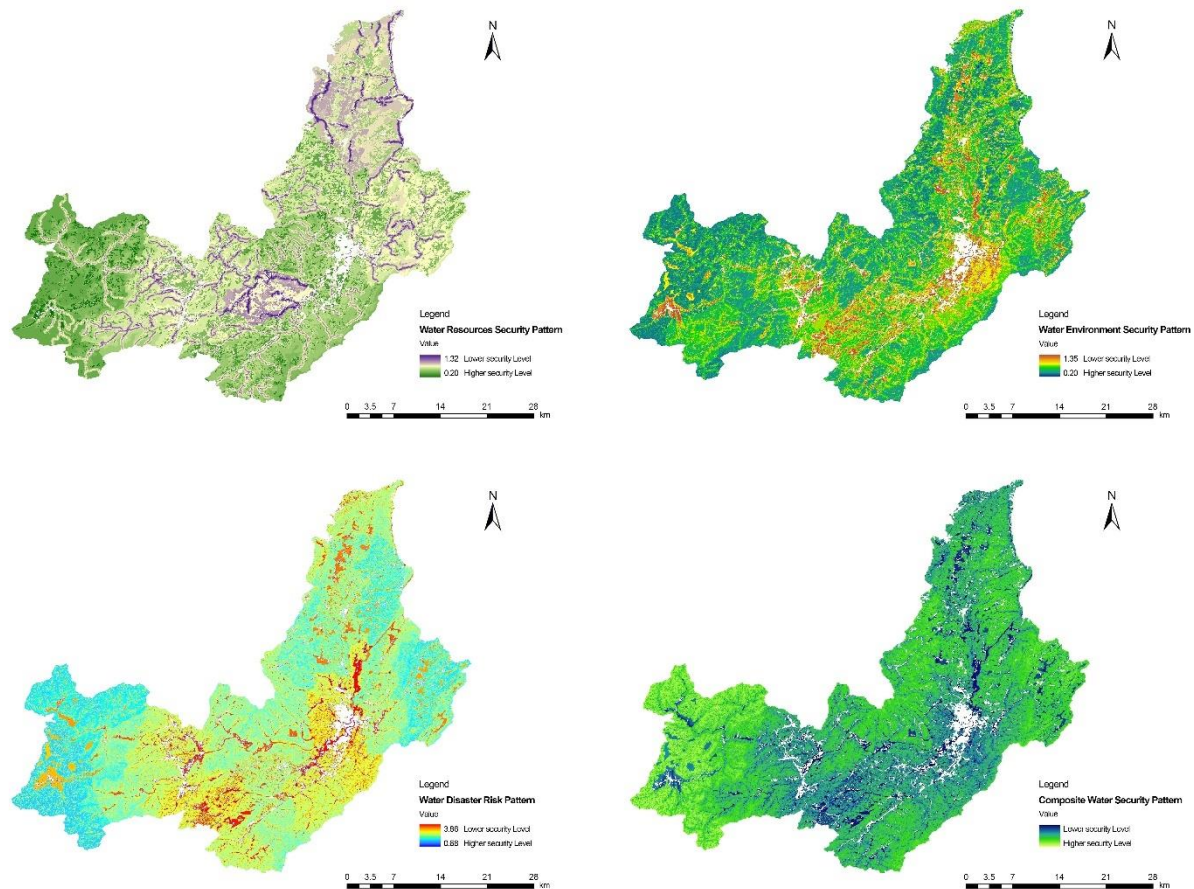 N
Legend
Water Resources Security Pattern
Value
1.32 Lower security Level
0.20 Higher security Level
0 3.5 7 14 21 28
km
N
Legend
Water Environment Security Pattern
Value
1.35 Lower security Level
0.20 Higher security Level
0 3.5 7 14 21 28
km
N
Legend
Water Disaster Risk Pattern
Value
3.86 Lower security Level
0.68 Higher security Level
0 3.5 7 14 21 28
km
N
Legend
Composite Water Security Pattern
Value
Lower security Level
Higher security Level
0 3.5 7 14 21 28
km